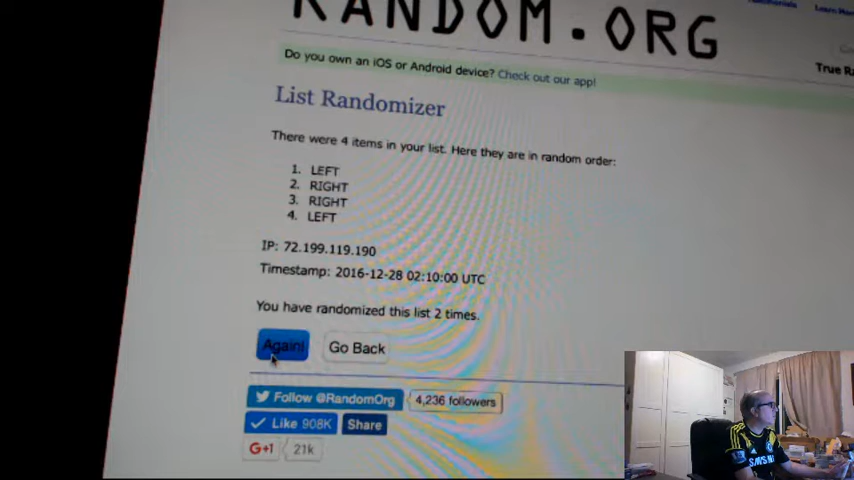 RANDOM.ORG
Do you own an iOS or Android device? Check out our app!
True Ra
List Randomizer
There were 4 items in your list. Here they are in random order:
1. LEFT
2. RIGHT
3. RIGHT
4. LEFT
IP: 72.199.119.190
Timestamp: 2016-12-28 02:10:00 UTC
You have randomized this list 2 times.
Again! Go Back
Follow @RandomOrg 4,236 followers
Like 908K Share
G+1 21k
SAMSUNG